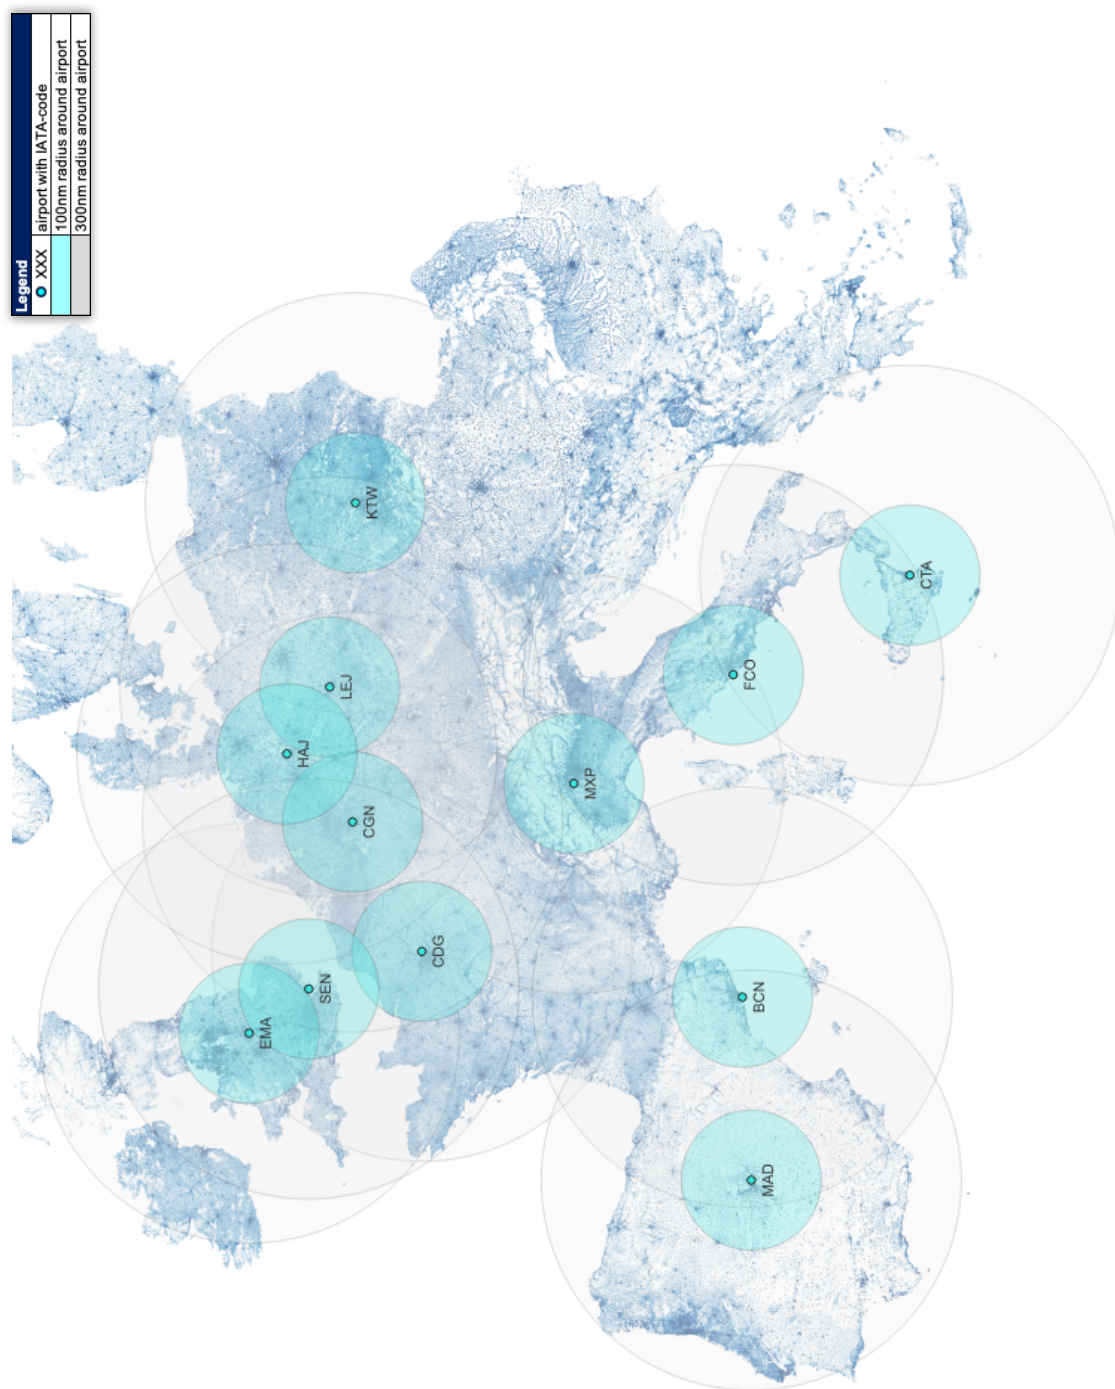 Legend
XXX airport with IATA-code
100nm radius around airport
300nm radius around airport
EMA
SEN
CDG
CGN
HAJ
LEJ
KTW
MXP
FCO
CTA
BCN
MAD